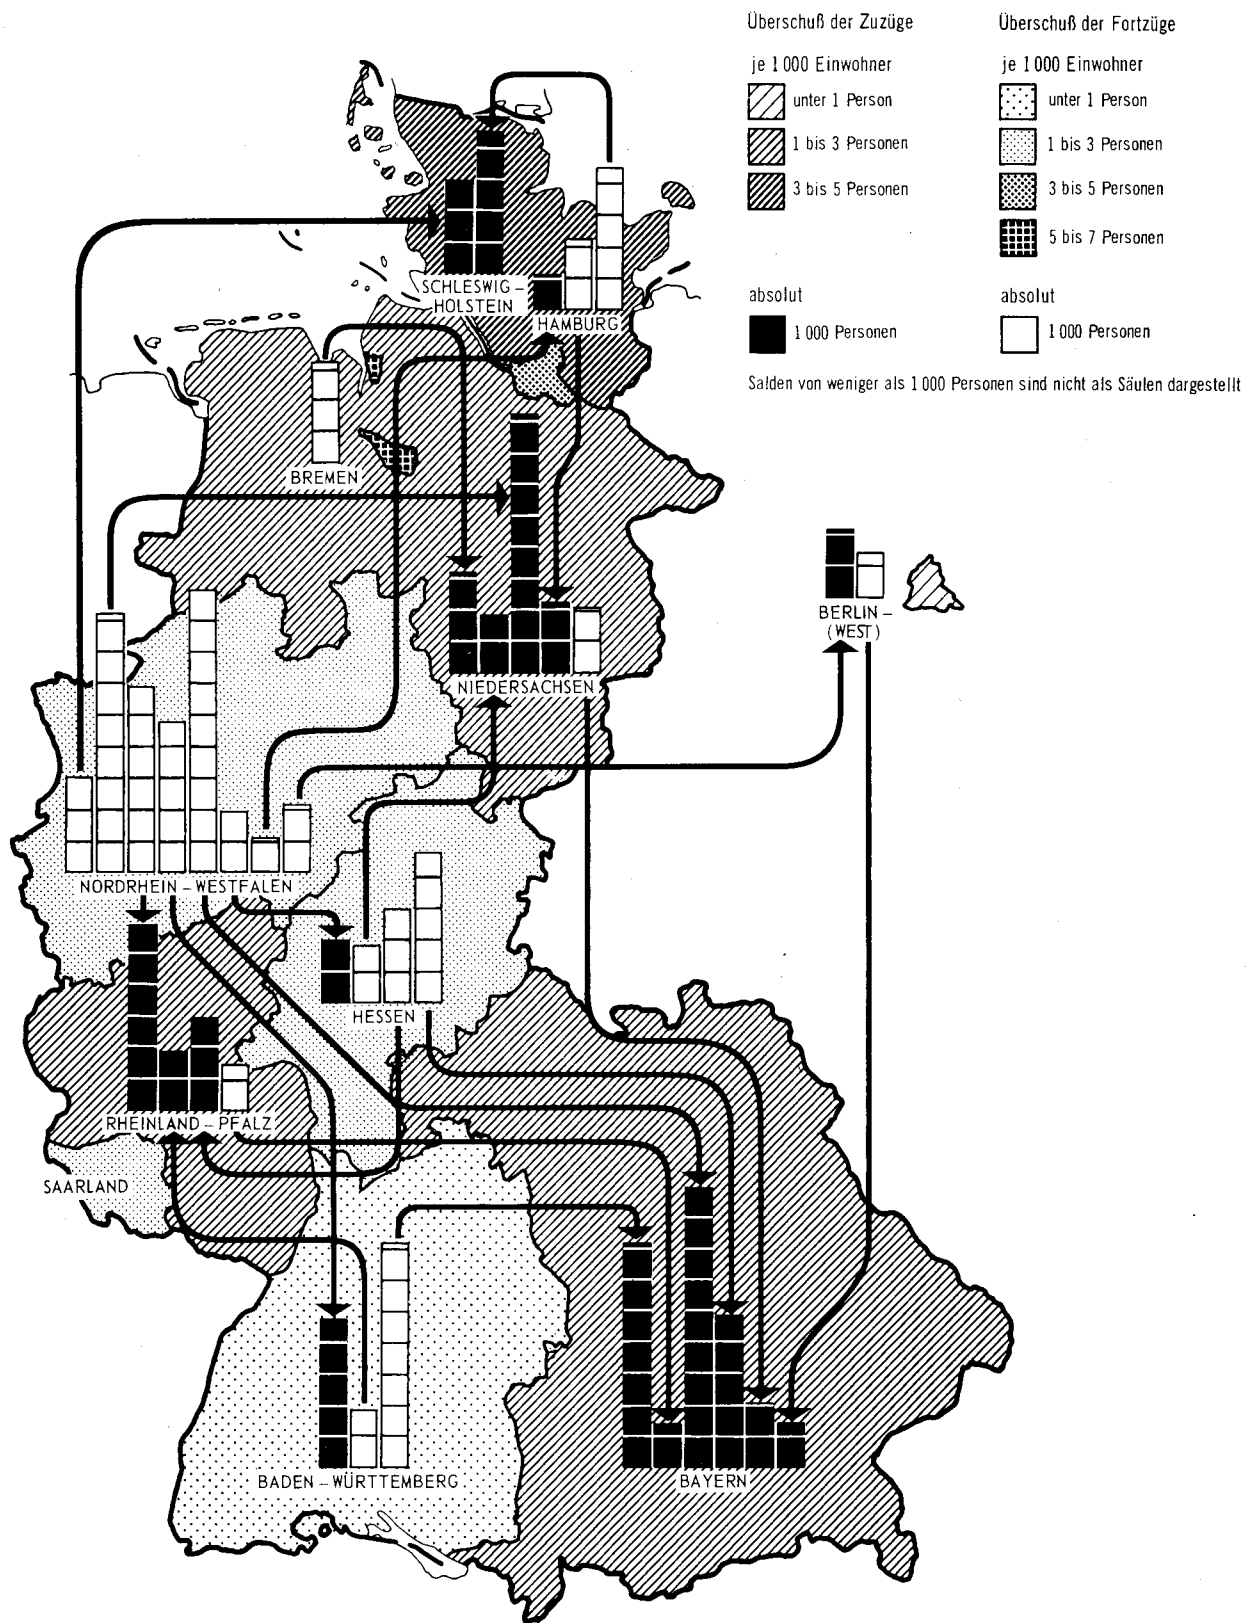 Überschuß der Zuzüge
je 1 000 Einwohner
unter 1 Person
1 bis 3 Personen
3 bis 5 Personen
absolut
1 000 Personen
Überschuß der Fortzüge
je 1 000 Einwohner
unter 1 Person
1 bis 3 Personen
3 bis 5 Personen
5 bis 7 Personen
absolut
1 000 Personen
Salden von weniger als 1 000 Personen sind nicht als Säulen dargestellt
SCHLESWIG –
HOLSTEIN
HAMBURG
BREMEN
BERLIN –
(WEST)
NIEDERSACHSEN
NORDRHEIN – WESTFALEN
HESSEN
RHEINLAND – PFALZ
SAARLAND
BADEN – WÜRTTEMBERG
BAYERN